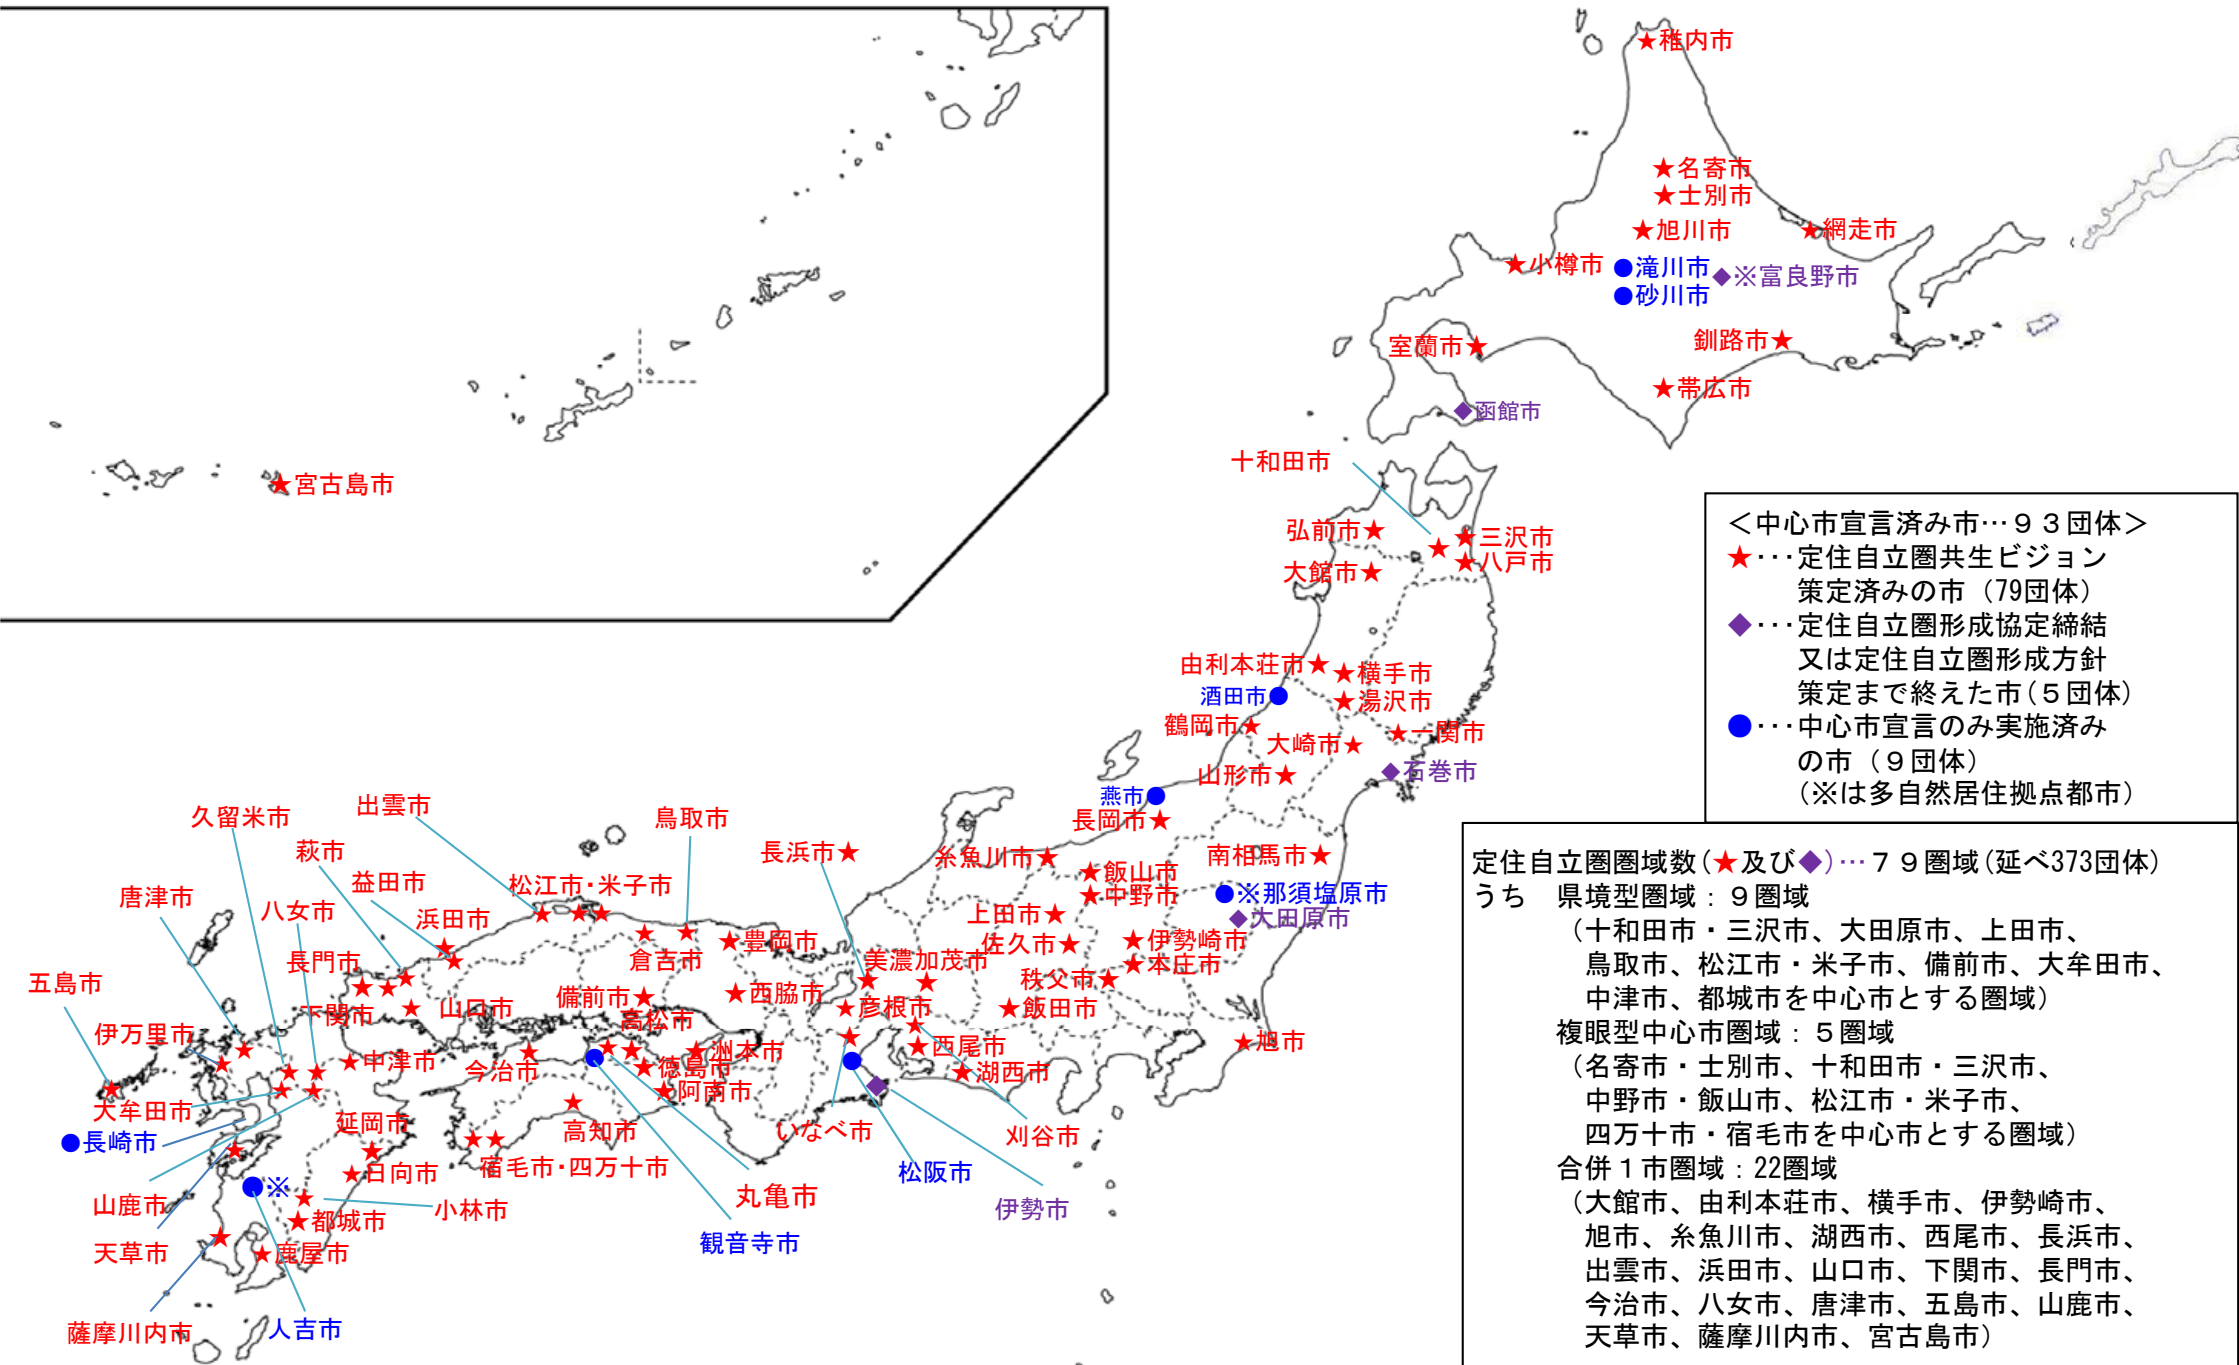 ★稚内市
★名寄市
★士別市
★旭川市
★網走市
★小樽市
●滝川市
◆※富良野市
●砂川市
室蘭市★
釧路市★
★帯広市
◆函館市
★宮古島市
十和田市
弘前市★
★三沢市
大館市★
★八戸市
由利本荘市★
★横手市
酒田市●
★湯沢市
鶴岡市★
大崎市★
★一関市
山形市★
◆石巻市
燕市●
長岡市★
南相馬市★
糸魚川市★
★飯山市
★中野市
●※那須塩原市
◆大田原市
上田市★
佐久市★
★伊勢崎市
★本庄市
秩父市★
★飯田市
★旭市
長浜市★
美濃加茂市
★彦根市
★西尾市
★湖西市
いなべ市
刈谷市
松阪市
伊勢市
出雲市
鳥取市
久留米市
萩市
益田市
松江市・米子市
唐津市
八女市
浜田市
★豊岡市
倉吉市
長門市
五島市
備前市★
★西脇市
下関市
山口市
高松市
伊万里市
★中津市
今治市
★洲本市
★徳島市
★阿南市
大牟田市
延岡市
高知市
●長崎市
★日向市
宿毛市・四万十市
丸亀市
●※
山鹿市
小林市
★都城市
観音寺市
天草市
★鹿屋市
薩摩川内市
人吉市
＜中心市宣言済み市…９３団体＞
★･･･定住自立圏共生ビジョン
策定済みの市（79団体）
◆･･･定住自立圏形成協定締結
又は定住自立圏形成方針
策定まで終えた市(５団体）
●･･･中心市宣言のみ実施済み
の市（９団体）
（※は多自然居住拠点都市）
定住自立圏圏域数(★及び◆)…７９圏域(延べ373団体）
うち　県境型圏域：９圏域
（十和田市・三沢市、大田原市、上田市、
鳥取市、松江市・米子市、備前市、大牟田市、
中津市、都城市を中心市とする圏域）
複眼型中心市圏域：５圏域
（名寄市・士別市、十和田市・三沢市、
中野市・飯山市、松江市・米子市、
四万十市・宿毛市を中心市とする圏域）
合併１市圏域：22圏域
（大館市、由利本荘市、横手市、伊勢崎市、
旭市、糸魚川市、湖西市、西尾市、長浜市、
出雲市、浜田市、山口市、下関市、長門市、
今治市、八女市、唐津市、五島市、山鹿市、
天草市、薩摩川内市、宮古島市）